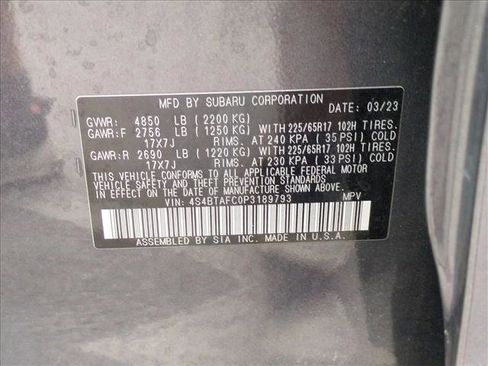 MFD BY SUBARU CORPORATION
DATE: 03/23
GVWR: 4850 LB (2200 KG)
GAWR:F 2756 LB (1250 KG) WITH 225/65R17 102H TIRES.
17X7J RIMS. AT 240 KPA (35 PSI) COLD
GAWR:R 2690 LB (1220 KG) WITH 225/65R17 102H TIRES.
17X7J RIMS. AT 230 KPA (33 PSI) COLD
THIS VEHICLE CONFORMS TO ALL APPLICABLE FEDERAL MOTOR
VEHICLE SAFETY AND THEFT PREVENTION STANDARDS
IN EFFECT ON THE DATE OF MANUFACTURE SHOWN ABOVE.
VIN: 4S4BTAFC0P3189793 MPV
ASSEMBLED BY SIA INC. MADE IN U.S.A.